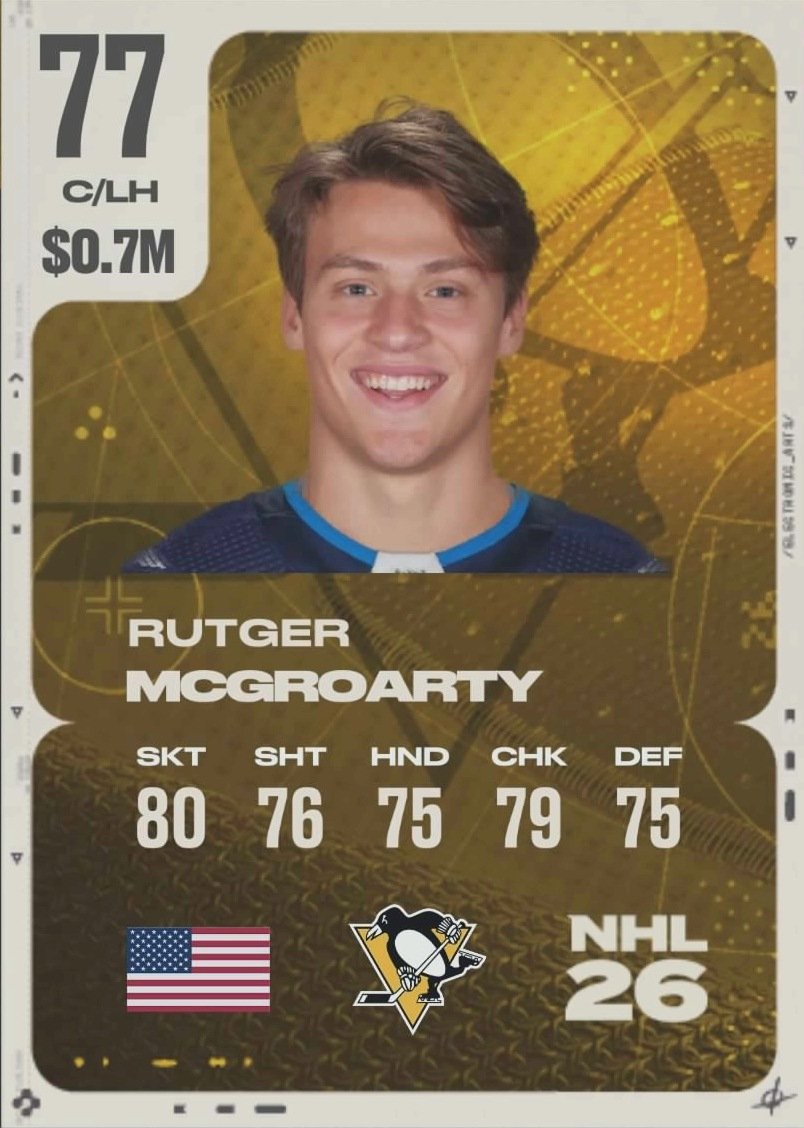 77
C/LH
$0.7M
RUTGER
MCGROARTY
SKT SHT HND CHK DEF
80 76 75 79 75
NHL
26